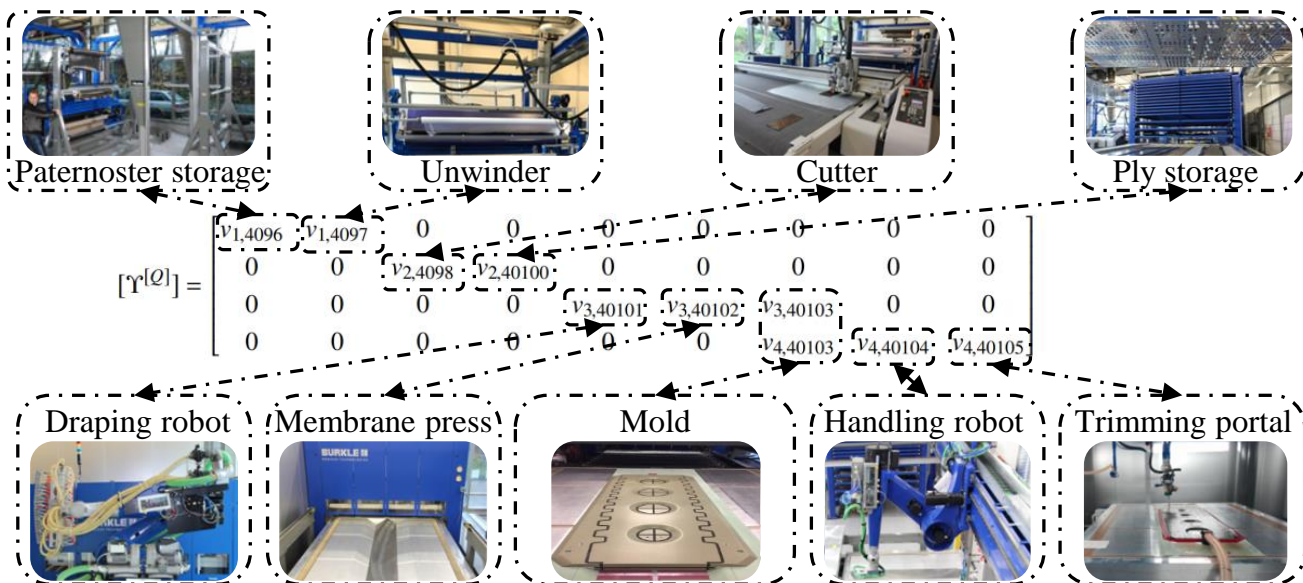 Paternoster storage Unwinder Cutter Ply storage
v1,4096 v1,4097 0 0 0 0 0 0 0
0 0 v2,4098 v2,40100 0 0 0 0 0
[Υ[Q]] =
0 0 0 0 v3,40101 v3,40102 v3,40103 0 0
0 0 0 0 0 0 v4,40103 v4,40104 v4,40105
Draping robot Membrane press Mold Handling robot Trimming portal
BURKLE